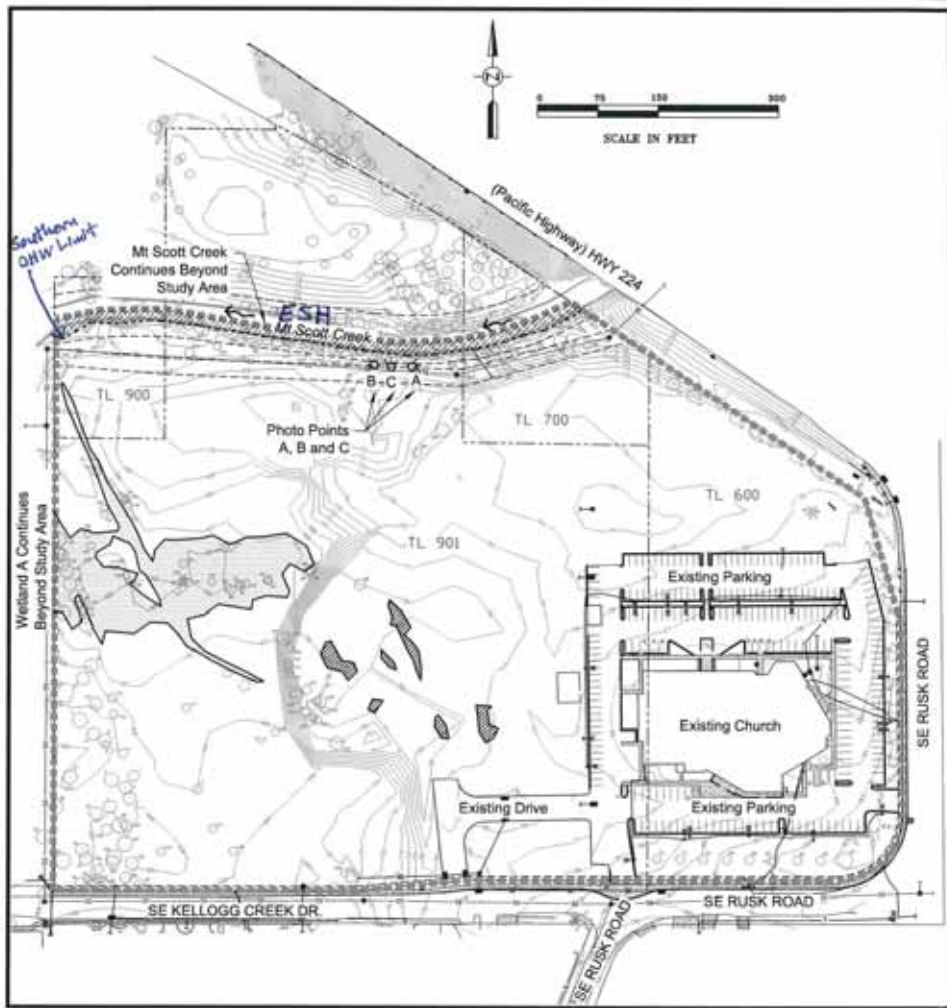 N
0 75 150 300
SCALE IN FEET
(Pacific Highway) HWY 224
Southern
OHW Limit
Mt Scott Creek
Continues Beyond
Study Area
ESH
Mt Scott Creek
B C A
TL 900
Photo Points
A, B and C
TL 700
TL 600
TL 901
Wetland A Continues
Beyond Study Area
Existing Parking
Existing Church
SE RUSK ROAD
Existing Drive
Existing Parking
SE KELLOGG CREEK DR.
SE RUSK ROAD
SE RUSK ROAD